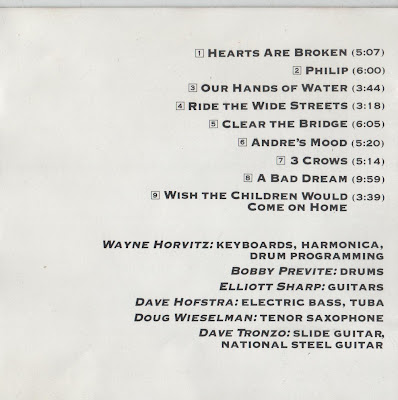 1 HEARTS ARE BROKEN (5:07)
2 PHILIP (6:00)
3 OUR HANDS OF WATER (3:44)
4 RIDE THE WIDE STREETS (3:18)
5 CLEAR THE BRIDGE (6:05)
6 ANDRE'S MOOD (5:20)
7 3 CROWS (5:14)
8 A BAD DREAM (9:59)
9 WISH THE CHILDREN WOULD (3:39)
COME ON HOME
WAYNE HORVITZ: KEYBOARDS, HARMONICA,
DRUM PROGRAMMING
BOBBY PREVITE: DRUMS
ELLIOTT SHARP: GUITARS
DAVE HOFSTRA: ELECTRIC BASS, TUBA
DOUG WIESELMAN: TENOR SAXOPHONE
DAVE TRONZO: SLIDE GUITAR,
NATIONAL STEEL GUITAR